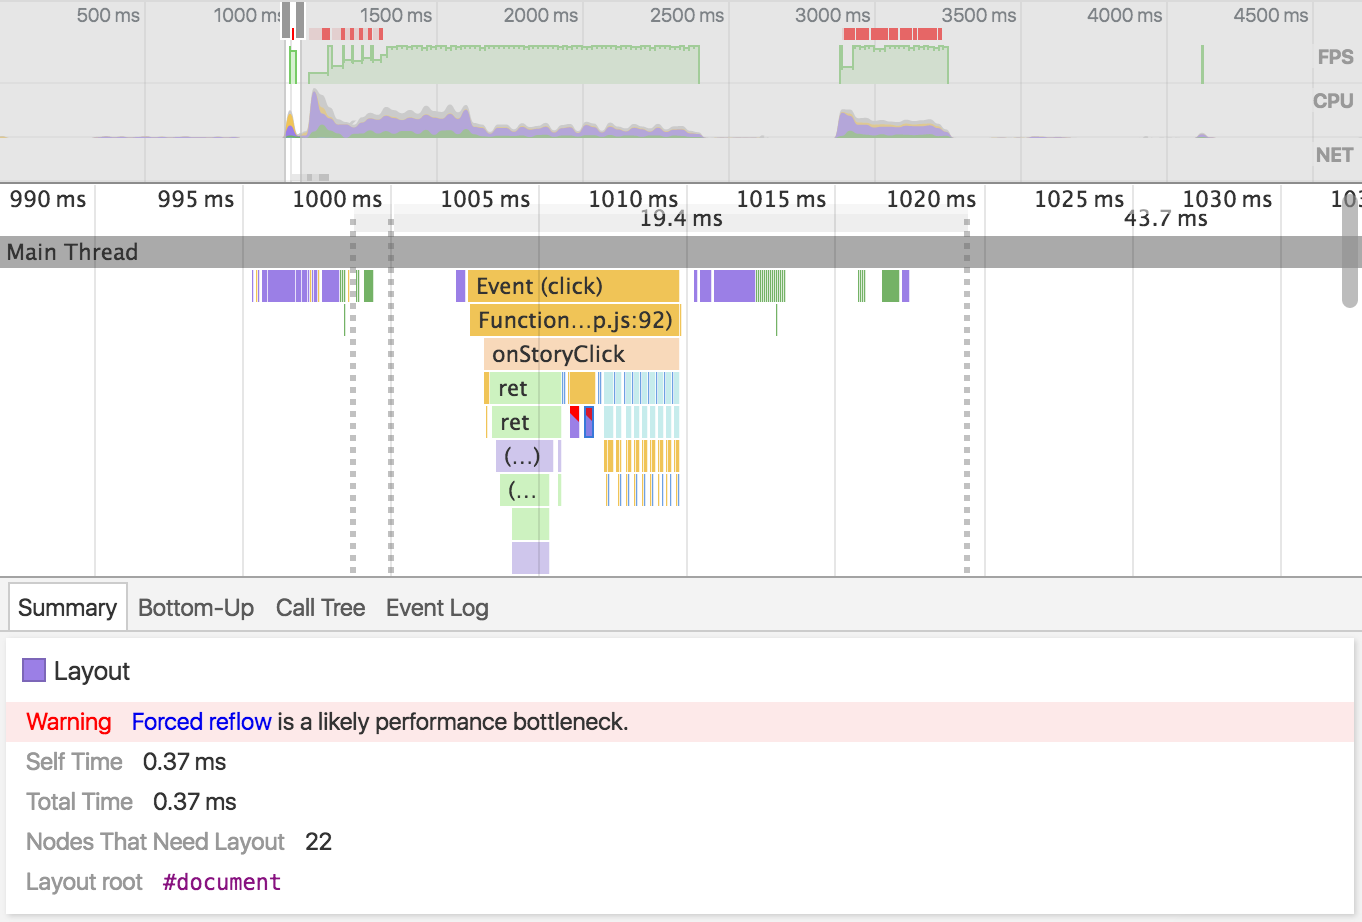 500 ms 1000 ms 1500 ms 2000 ms 2500 ms 3000 ms 3500 ms 4000 ms 4500 ms
FPS
CPU
NET
990 ms 995 ms 1000 ms 1005 ms 1010 ms 1015 ms 1020 ms 1025 ms 1030 ms
19.4 ms 43.7 ms
Main Thread
Event (click)
Function…p.js:92)
onStoryClick
ret
ret
(…)
(…
Summary Bottom-Up Call Tree Event Log
Layout
Warning Forced reflow is a likely performance bottleneck.
Self Time 0.37 ms
Total Time 0.37 ms
Nodes That Need Layout 22
Layout root #document